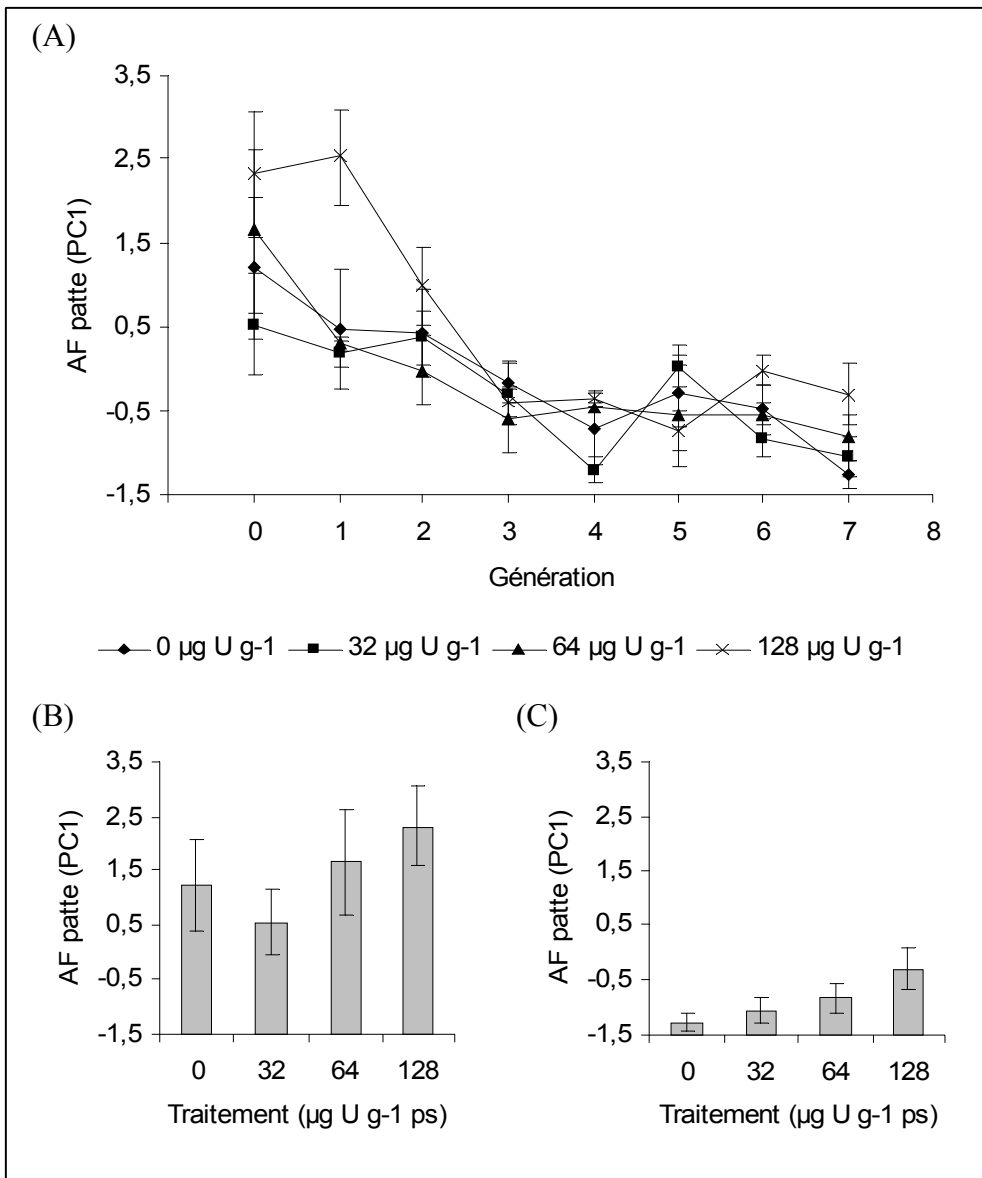 (A)
3,5
2,5
1,5
0,5
-0,5
-1,5
AF patte (PC1)
0 1 2 3 4 5 6 7 8
Génération
0 µg U g-1 32 µg U g-1 64 µg U g-1 128 µg U g-1
(B)
3,5
2,5
1,5
0,5
-0,5
-1,5
AF patte (PC1)
0 32 64 128
Traitement (µg U g-1 ps)
(C)
3,5
2,5
1,5
0,5
-0,5
-1,5
AF patte (PC1)
0 32 64 128
Traitement (µg U g-1 ps)